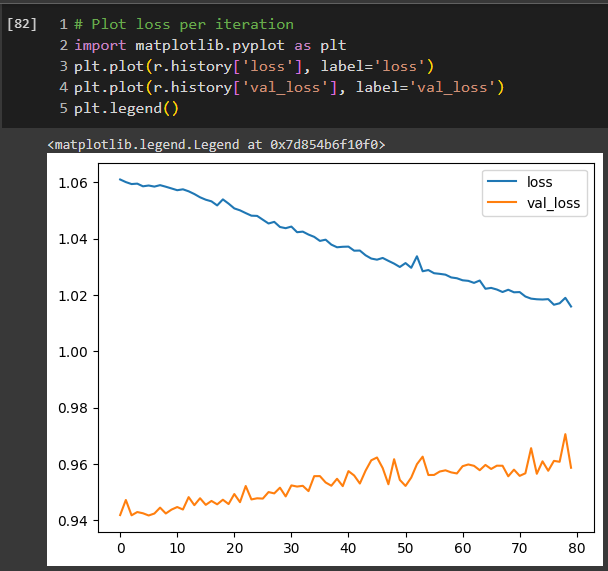 [82] 1 # Plot loss per iteration
2 import matplotlib.pyplot as plt
3 plt.plot(r.history['loss'], label='loss')
4 plt.plot(r.history['val_loss'], label='val_loss')
5 plt.legend()
<matplotlib.legend.Legend at 0x7d854b6f10f0>
loss
val_loss
1.06
1.04
1.02
1.00
0.98
0.96
0.94
0 10 20 30 40 50 60 70 80